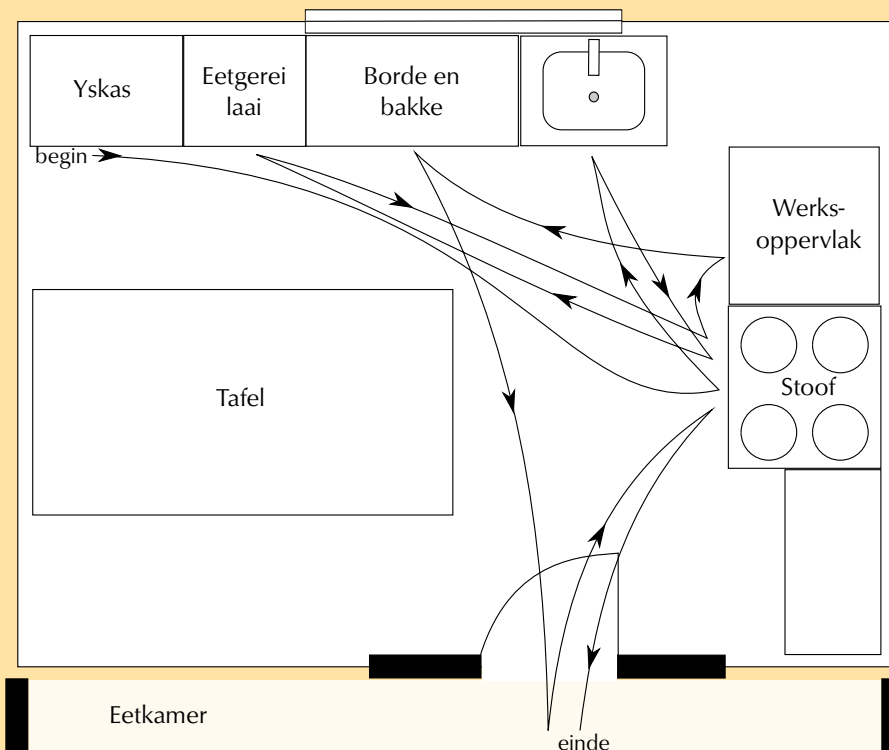 Yskas
Eetgerei
laai
Borde en
bakke
begin
Werks-
oppervlak
Tafel
Stoof
Eetkamer
einde